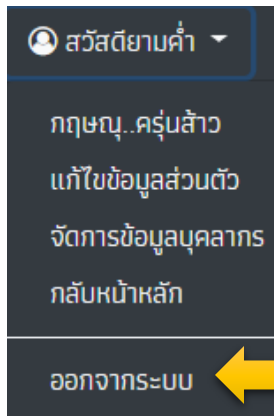 สวัสดียามค่ำ
กฤษณุ..ครุ่นส้าว
แก้ไขข้อมูลส่วนตัว
จัดการข้อมูลบุคลากร
กลับหน้าหลัก
ออกจากระบบ